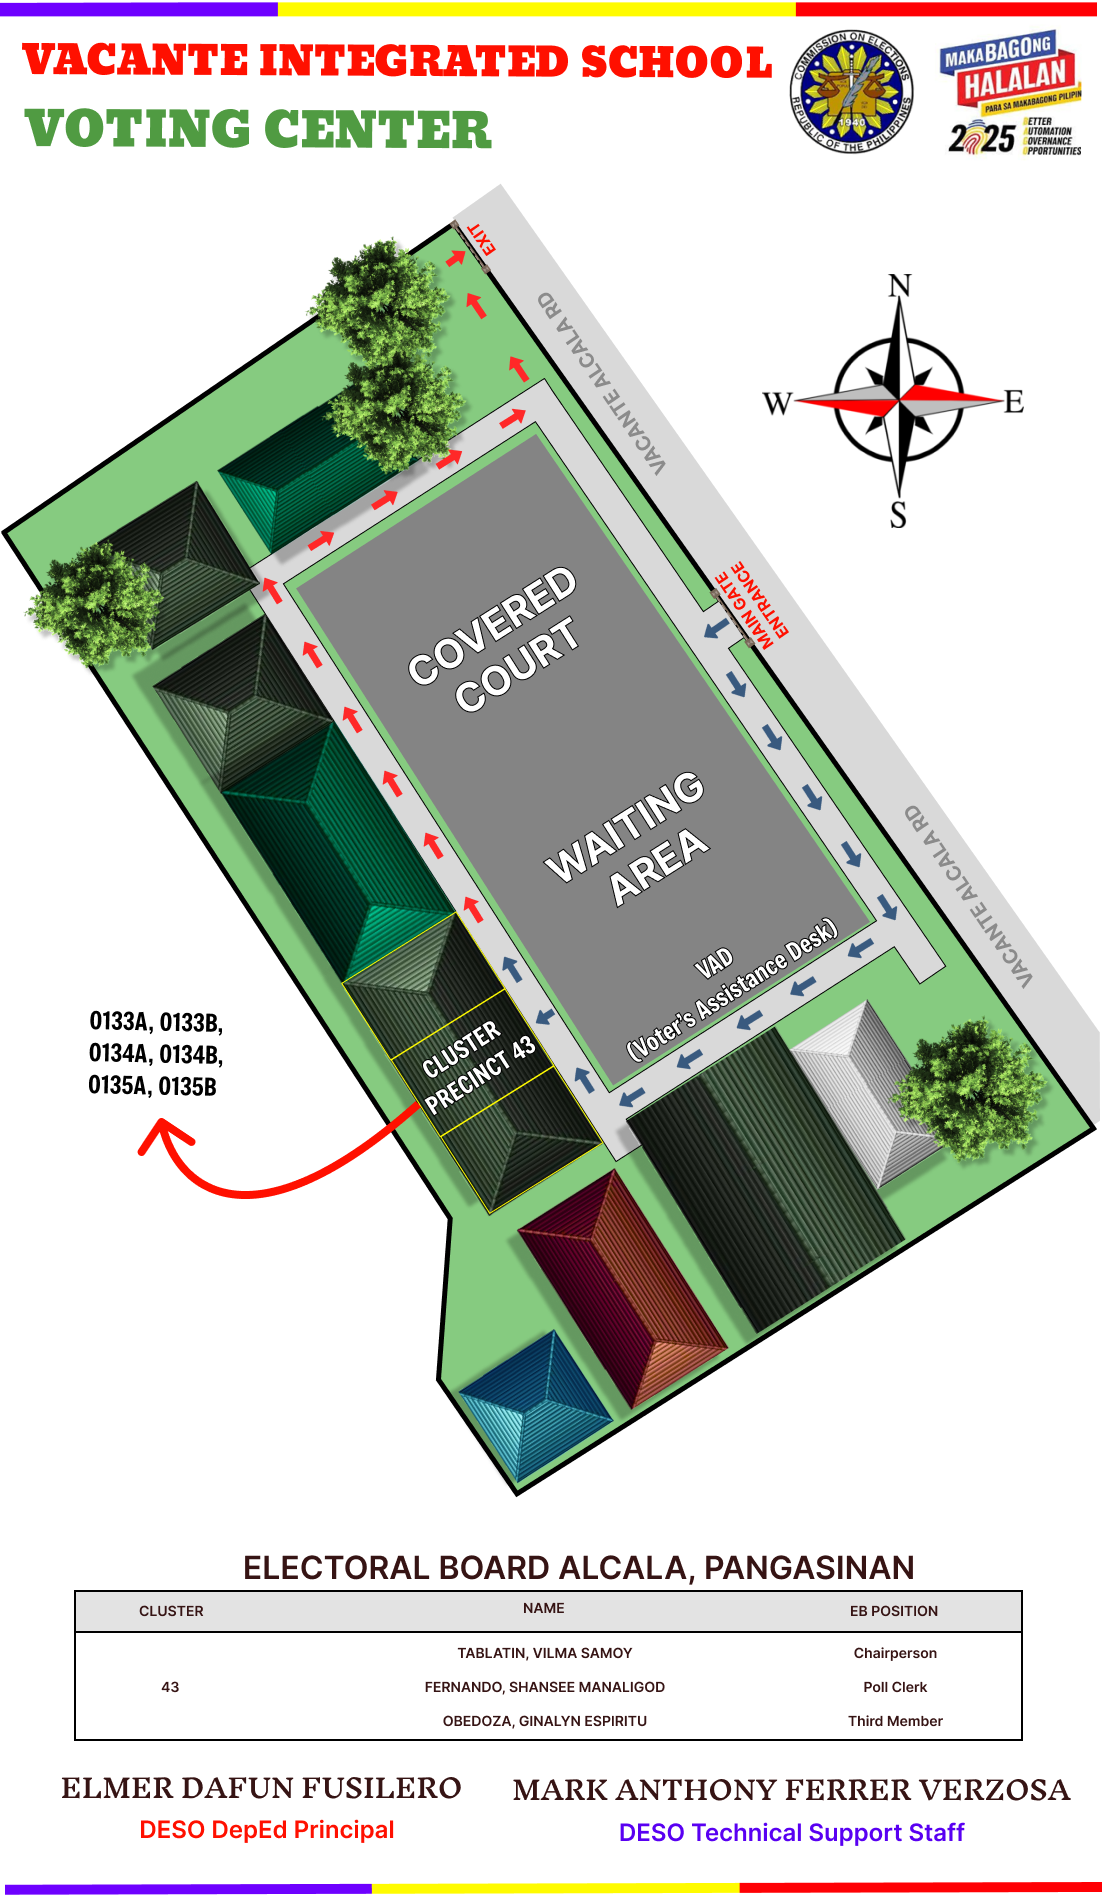 VACANTE INTEGRATED SCHOOL
VOTING CENTER
COMMISSION ON ELECTIONS
1940
REPUBLIC OF THE PHILIPPINES
MAKABAGONG
HALALAN
PARA SA MAKABAGONG PILIPIN
2025
BETTER
AUTOMATION
GOVERNANCE
OPPORTUNITIES
EXIT
VACANTE ALCALA RD
N
W
E
S
MAIN GATE
ENTRANCE
COVERED
COURT
WAITING
AREA
VACANTE ALCALA RD
VAD
(Voter's Assistance Desk)
CLUSTER
PRECINCT 43
0133A, 0133B,
0134A, 0134B,
0135A, 0135B
ELECTORAL BOARD ALCALA, PANGASINAN
CLUSTER NAME EB POSITION
TABLATIN, VILMA SAMOY Chairperson
43 FERNANDO, SHANSEE MANALIGOD Poll Clerk
OBEDOZA, GINALYN ESPIRITU Third Member
ELMER DAFUN FUSILERO
DESO DepEd Principal
MARK ANTHONY FERRER VERZOSA
DESO Technical Support Staff